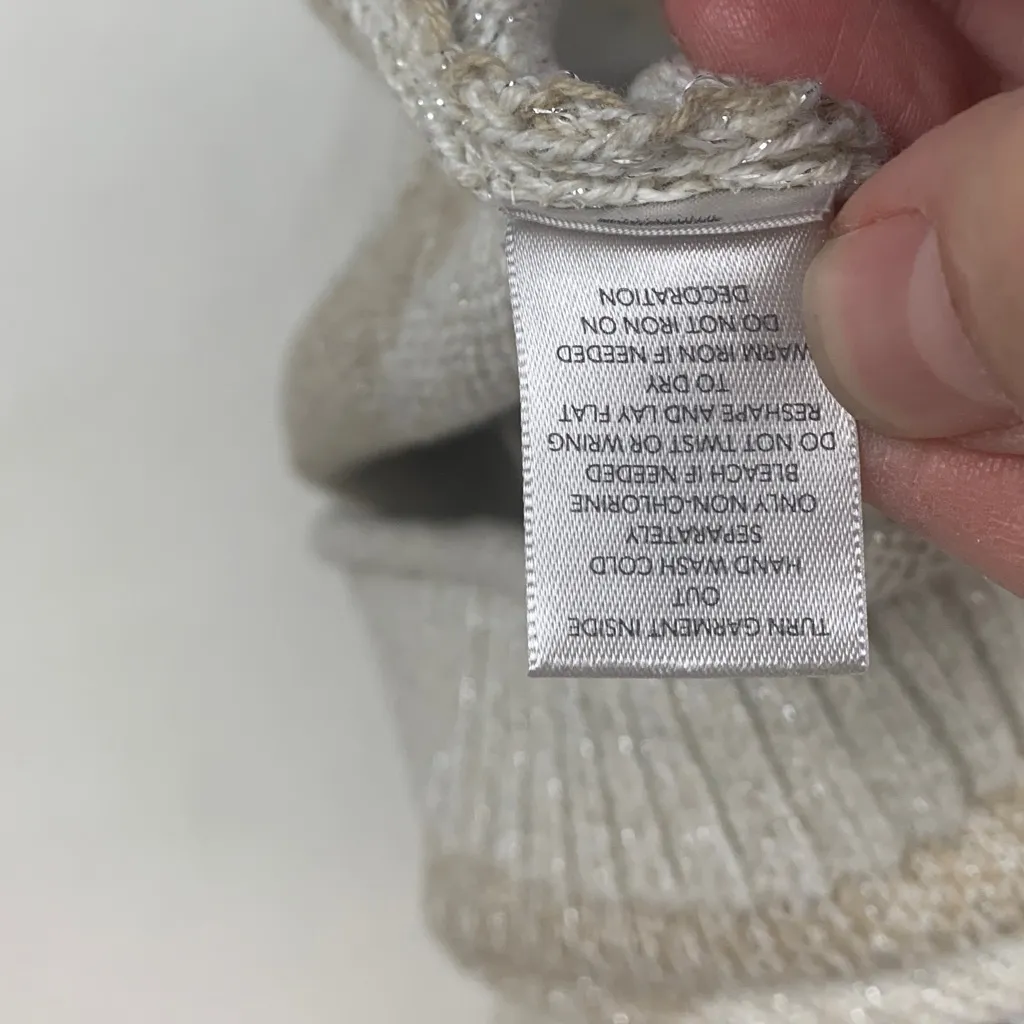 TURN GARMENT INSIDE
OUT
HAND WASH COLD
SEPARATELY
ONLY NON-CHLORINE
BLEACH IF NEEDED
DO NOT TWIST OR WRING
RESHAPE AND LAY FLAT
TO DRY
WARM IRON IF NEEDED
DO NOT IRON ON
DECORATION